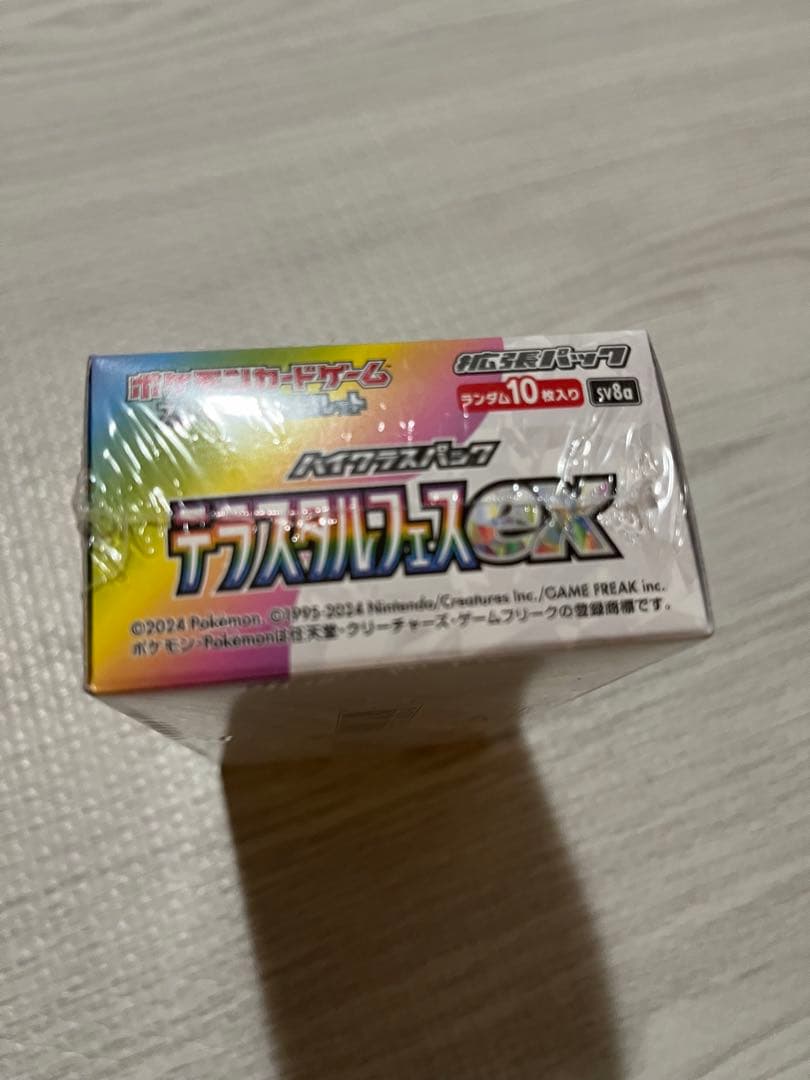 ポケモンカードゲーム
拡張パック
ランダム10枚入り
sv8a
ハイクラスパック
テラスタルフェスex
©2024 Pokémon. ©1995-2024 Nintendo/Creatures Inc./GAME FREAK inc.
ポケモン・Pokémonは任天堂・クリーチャーズ・ゲームフリークの登録商標です。